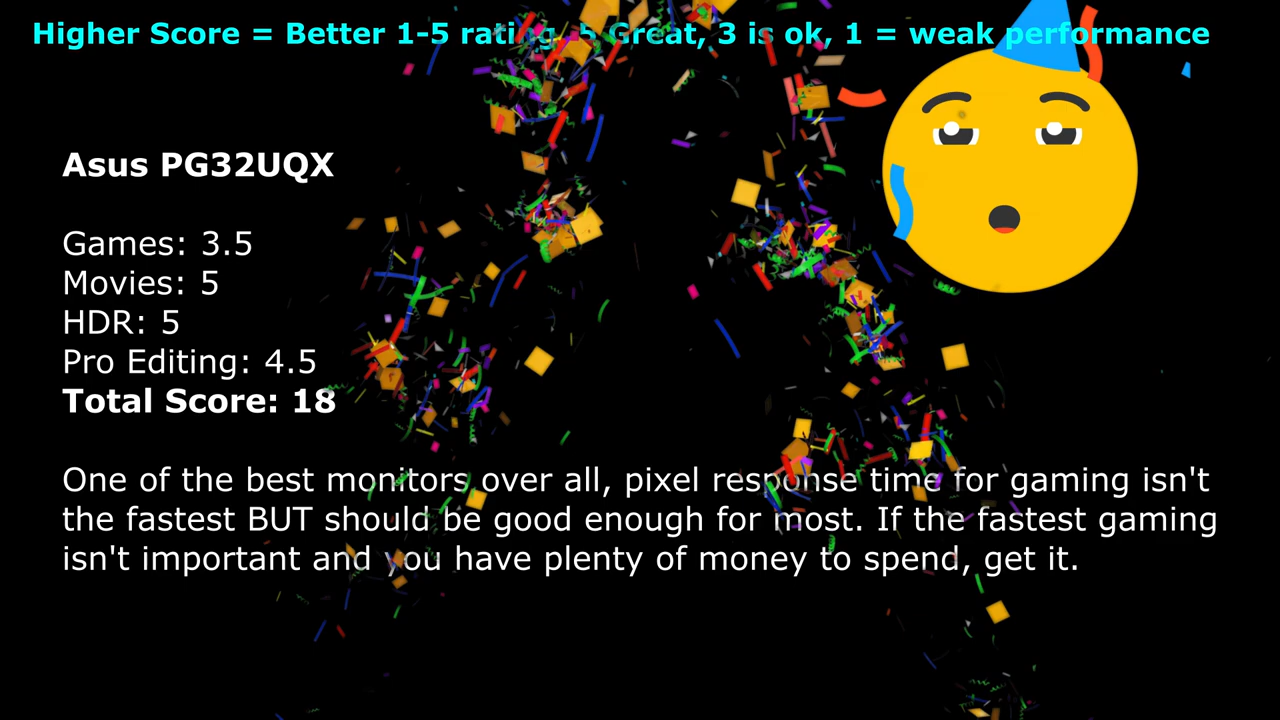 Higher Score = Better 1-5 rating, 5 Great, 3 is ok, 1 = weak performance
Asus PG32UQX
Games: 3.5
Movies: 5
HDR: 5
Pro Editing: 4.5
Total Score: 18
One of the best monitors over all, pixel response time for gaming isn't
the fastest BUT should be good enough for most. If the fastest gaming
isn't important and you have plenty of money to spend, get it.